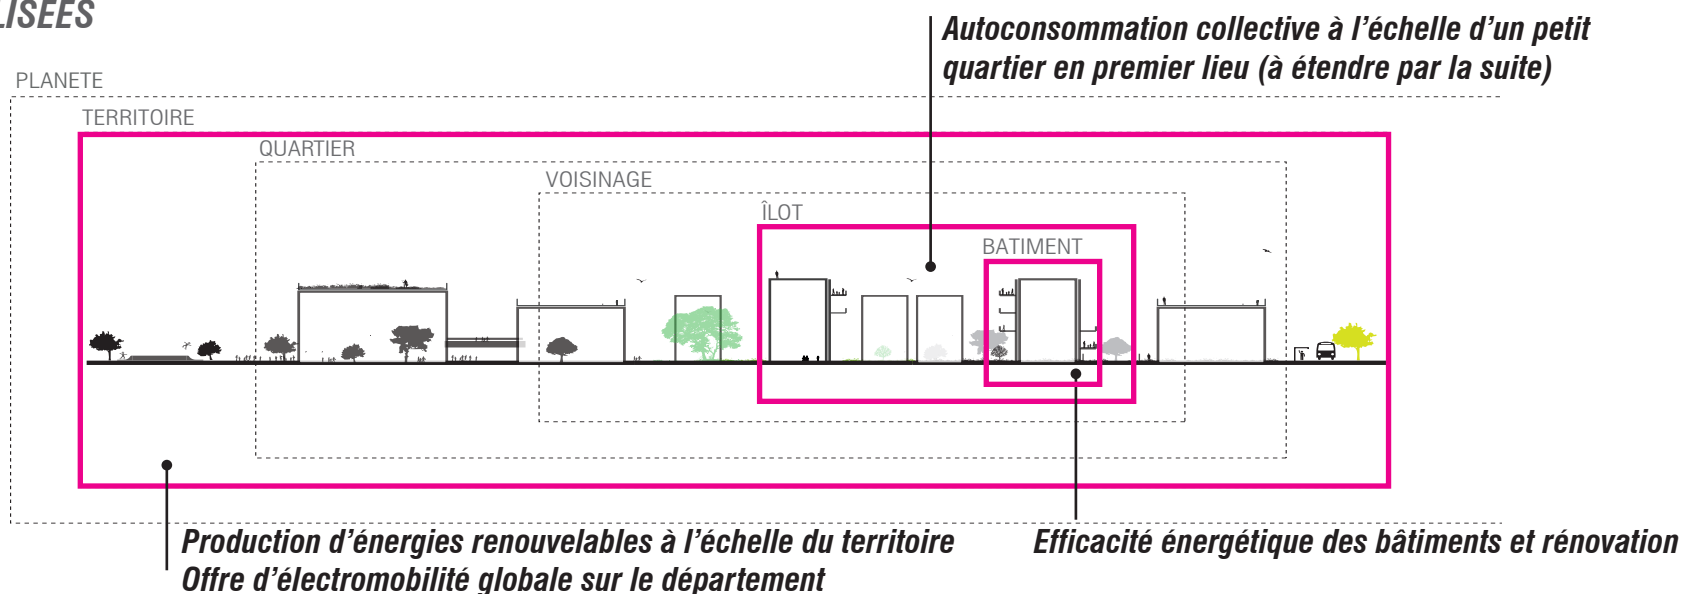 LISÉES
Autoconsommation collective à l’échelle d’un petit
quartier en premier lieu (à étendre par la suite)
PLANETE
TERRITOIRE
QUARTIER
VOISINAGE
ÎLOT
BATIMENT
Production d’énergies renouvelables à l’échelle du territoire
Offre d’électromobilité globale sur le département
Efficacité énergétique des bâtiments et rénovation